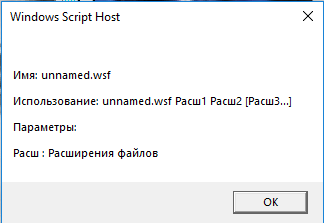 Windows Script Host
Имя: unnamed.wsf
Использование: unnamed.wsf Расш1 Расш2 [Расш3...]
Параметры:
Расш : Расширения файлов
OK